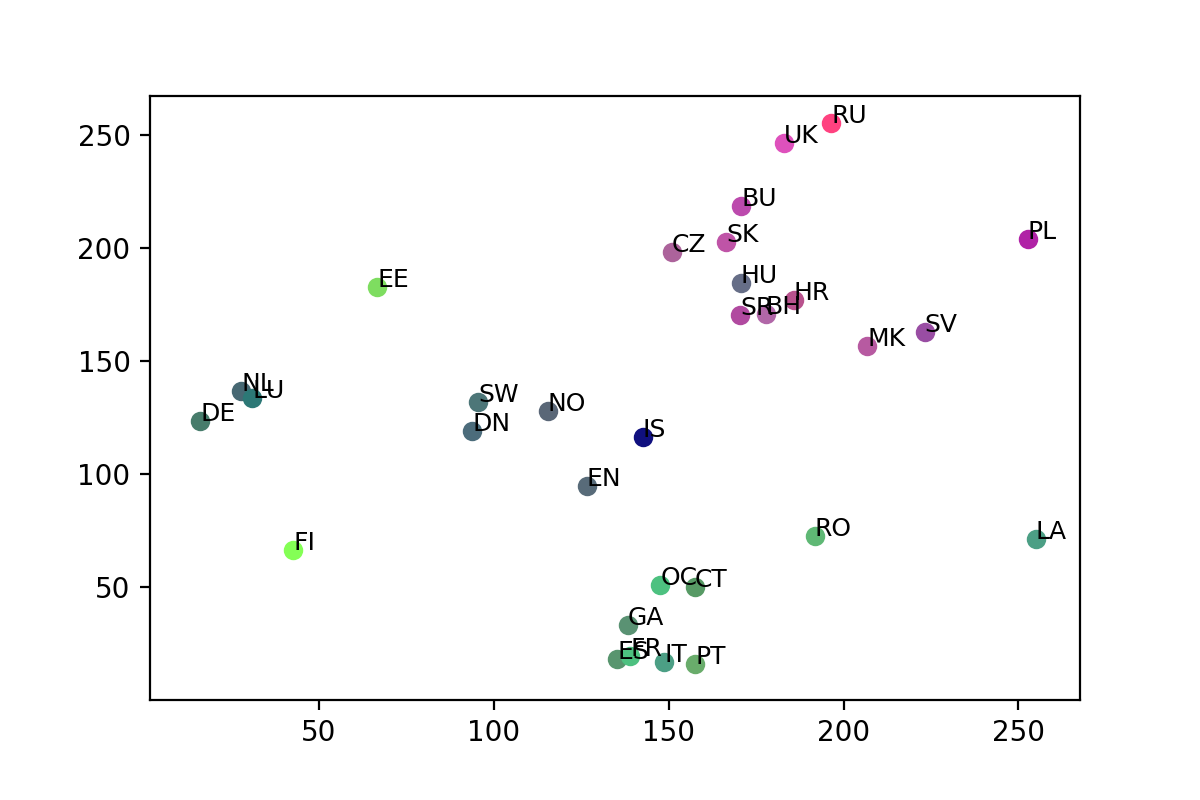 250
200
150
100
50
50
100
150
200
250
RU
UK
BU
PL
SK
CZ
HU
EE
HR
BH
SR
SV
MK
NL
LU
SW
NO
DE
DN
IS
EN
RO
LA
FI
OC
CT
GA
FR
ES
IT
PT